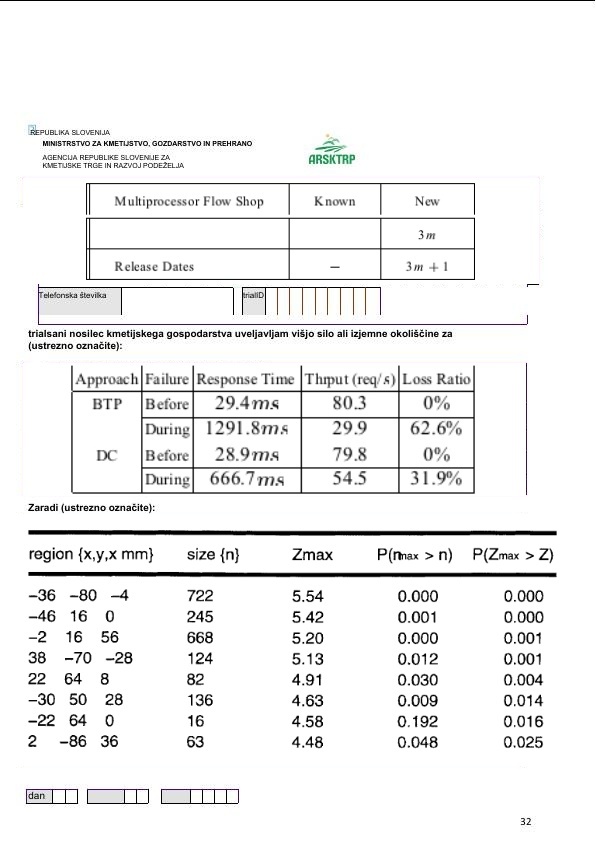 REPUBLIKA SLOVENIJA
MINISTRSTVO ZA KMETIJSTVO, GOZDARSTVO IN PREHRANO
AGENCIJA REPUBLIKE SLOVENIJE ZA
KMETIJSKE TRGE IN RAZVOJ PODEŽELJA
ARSKTRP
Multiprocessor Flow Shop Known New
3m
Release Dates – 3m + 1
Telefonska številka trialID
trialsani nosilec kmetijskega gospodarstva uveljavljam višjo silo ali izjemne okoliščine za
(ustrezno označite):
Approach Failure Response Time Thrput (req/s) Loss Ratio
BTP Before 29.4ms 80.3 0%
During 1291.8ms 29.9 62.6%
DC Before 28.9ms 79.8 0%
During 666.7ms 54.5 31.9%
Zaradi (ustrezno označite):
region {x,y,x mm} size {n} Zmax P(nmax > n) P(Zmax > Z)
−36 −80 −4 722 5.54 0.000 0.000
−46 16 0 245 5.42 0.001 0.000
−2 16 56 668 5.20 0.000 0.001
38 −70 −28 124 5.13 0.012 0.001
22 64 8 82 4.91 0.030 0.004
−30 50 28 136 4.63 0.009 0.014
−22 64 0 16 4.58 0.192 0.016
2 −86 36 63 4.48 0.048 0.025
dan
32